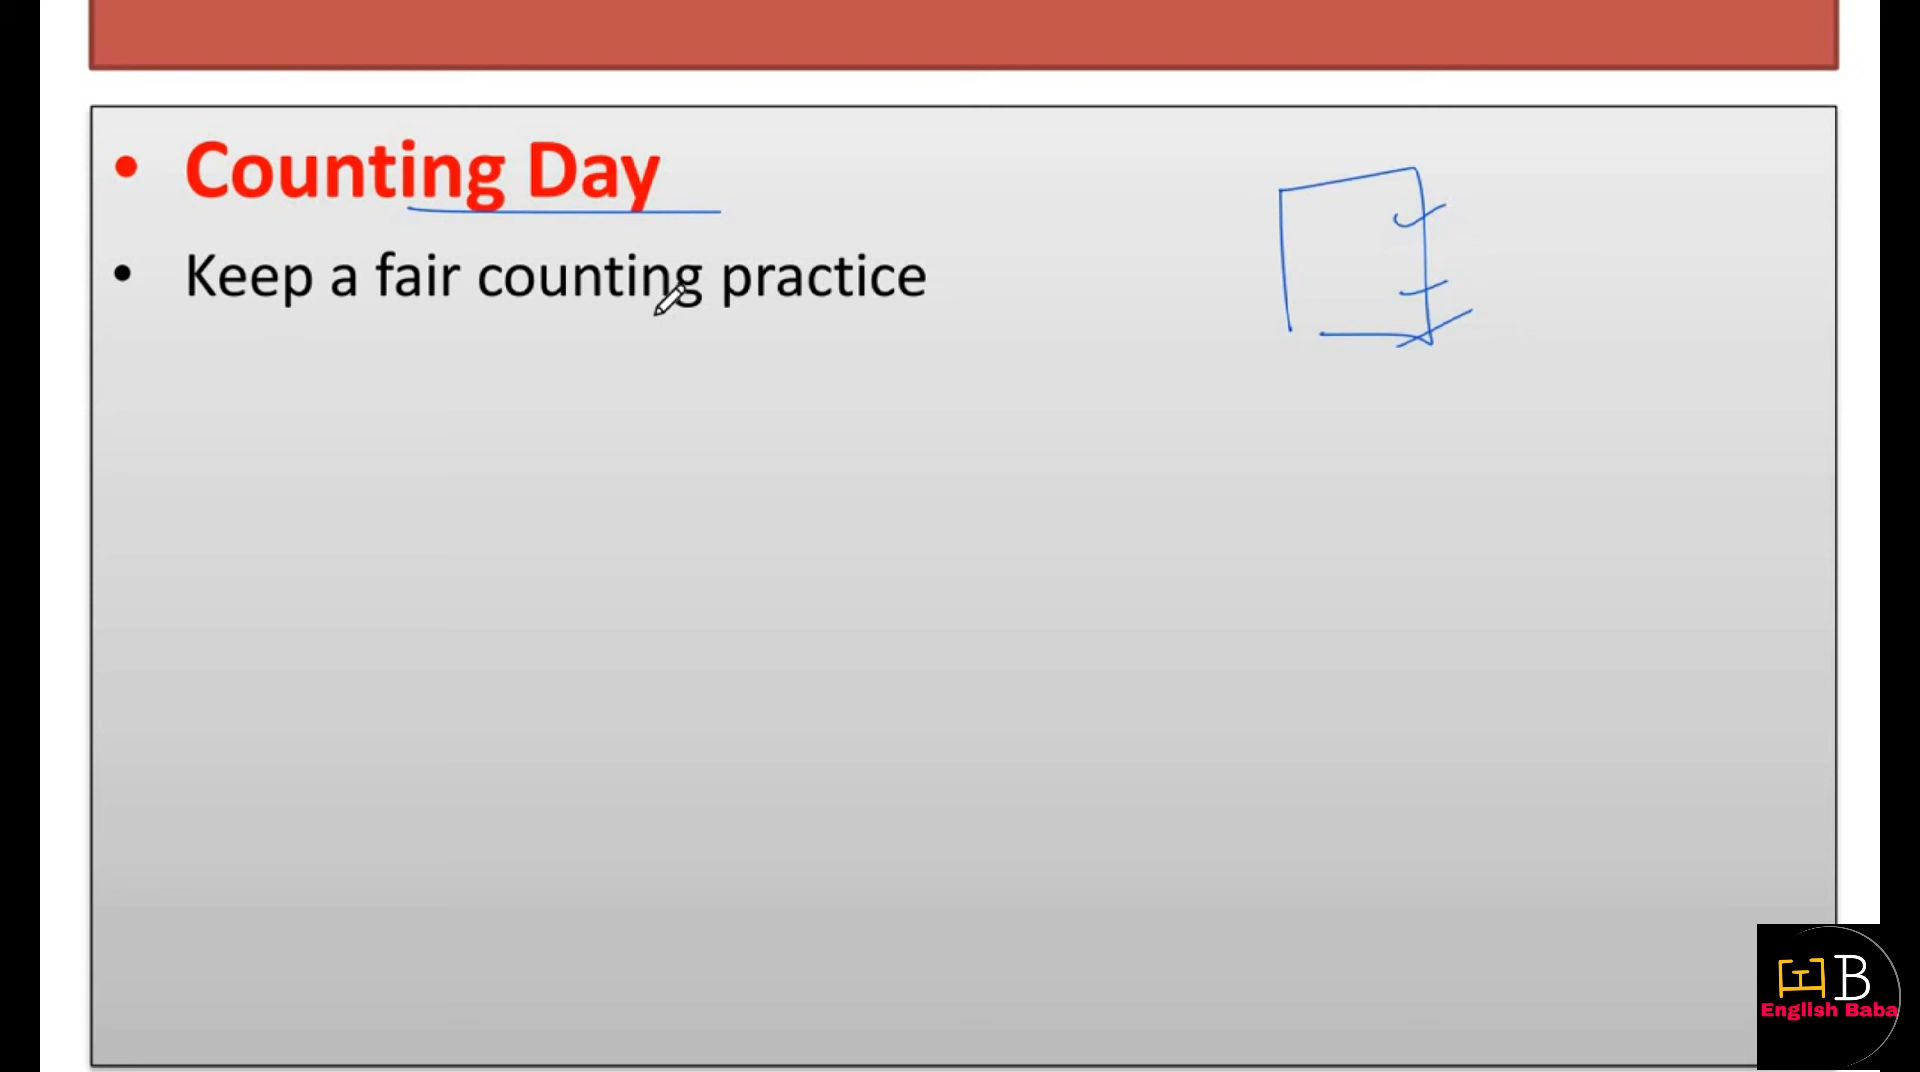 • Counting Day
• Keep a fair counting practice
B
English Baba